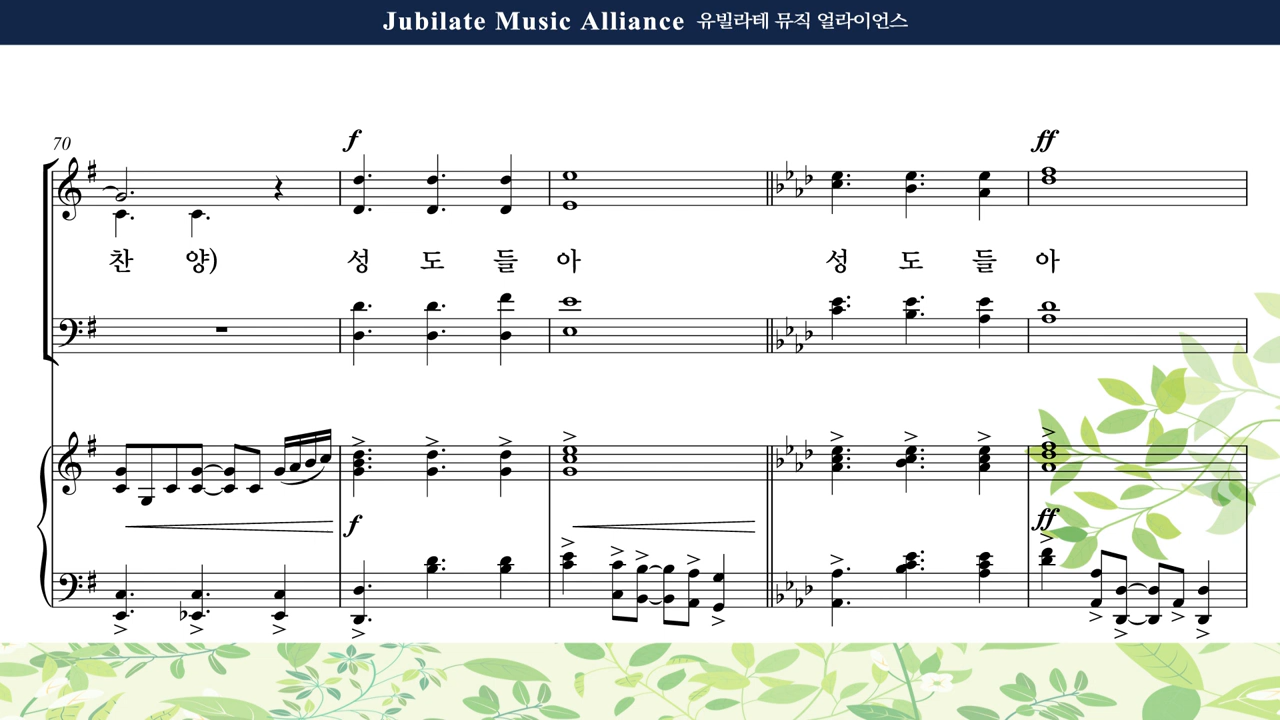 Jubilate Music Alliance 유빌라테 뮤직 얼라이언스
70
f ff
찬 양) 성 도 들 아 성 도 들 아
f ff